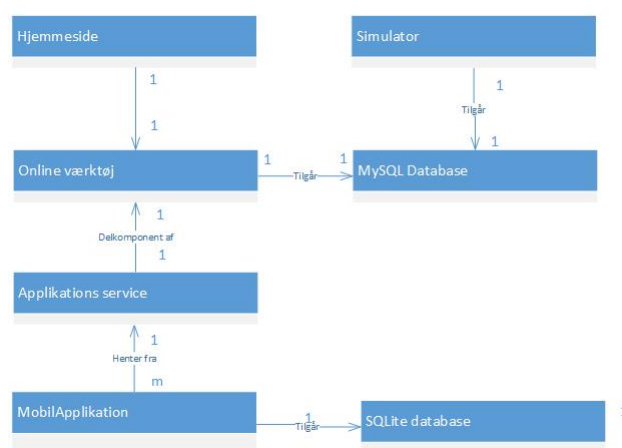 Hjemmeside
Simulator
1
1
Tilgår
1
1
Online værktøj
1
Tilgår
1
MySQL Database
1
Delkomponent af
1
Applikations service
1
Henter fra
m
MobilApplikation
1
Tilgår
SQLite database